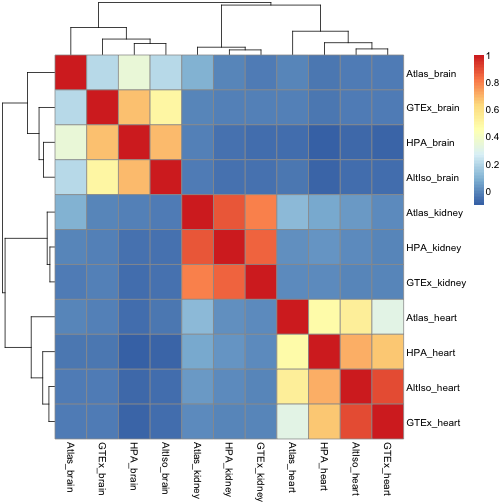 1
0.8
0.6
0.4
0.2
0
Atlas_brain
GTEx_brain
HPA_brain
AltIso_brain
Atlas_kidney
HPA_kidney
GTEx_kidney
Atlas_heart
HPA_heart
AltIso_heart
GTEx_heart
Atlas_brain
GTEx_brain
HPA_brain
AltIso_brain
Atlas_kidney
HPA_kidney
GTEx_kidney
Atlas_heart
HPA_heart
AltIso_heart
GTEx_heart